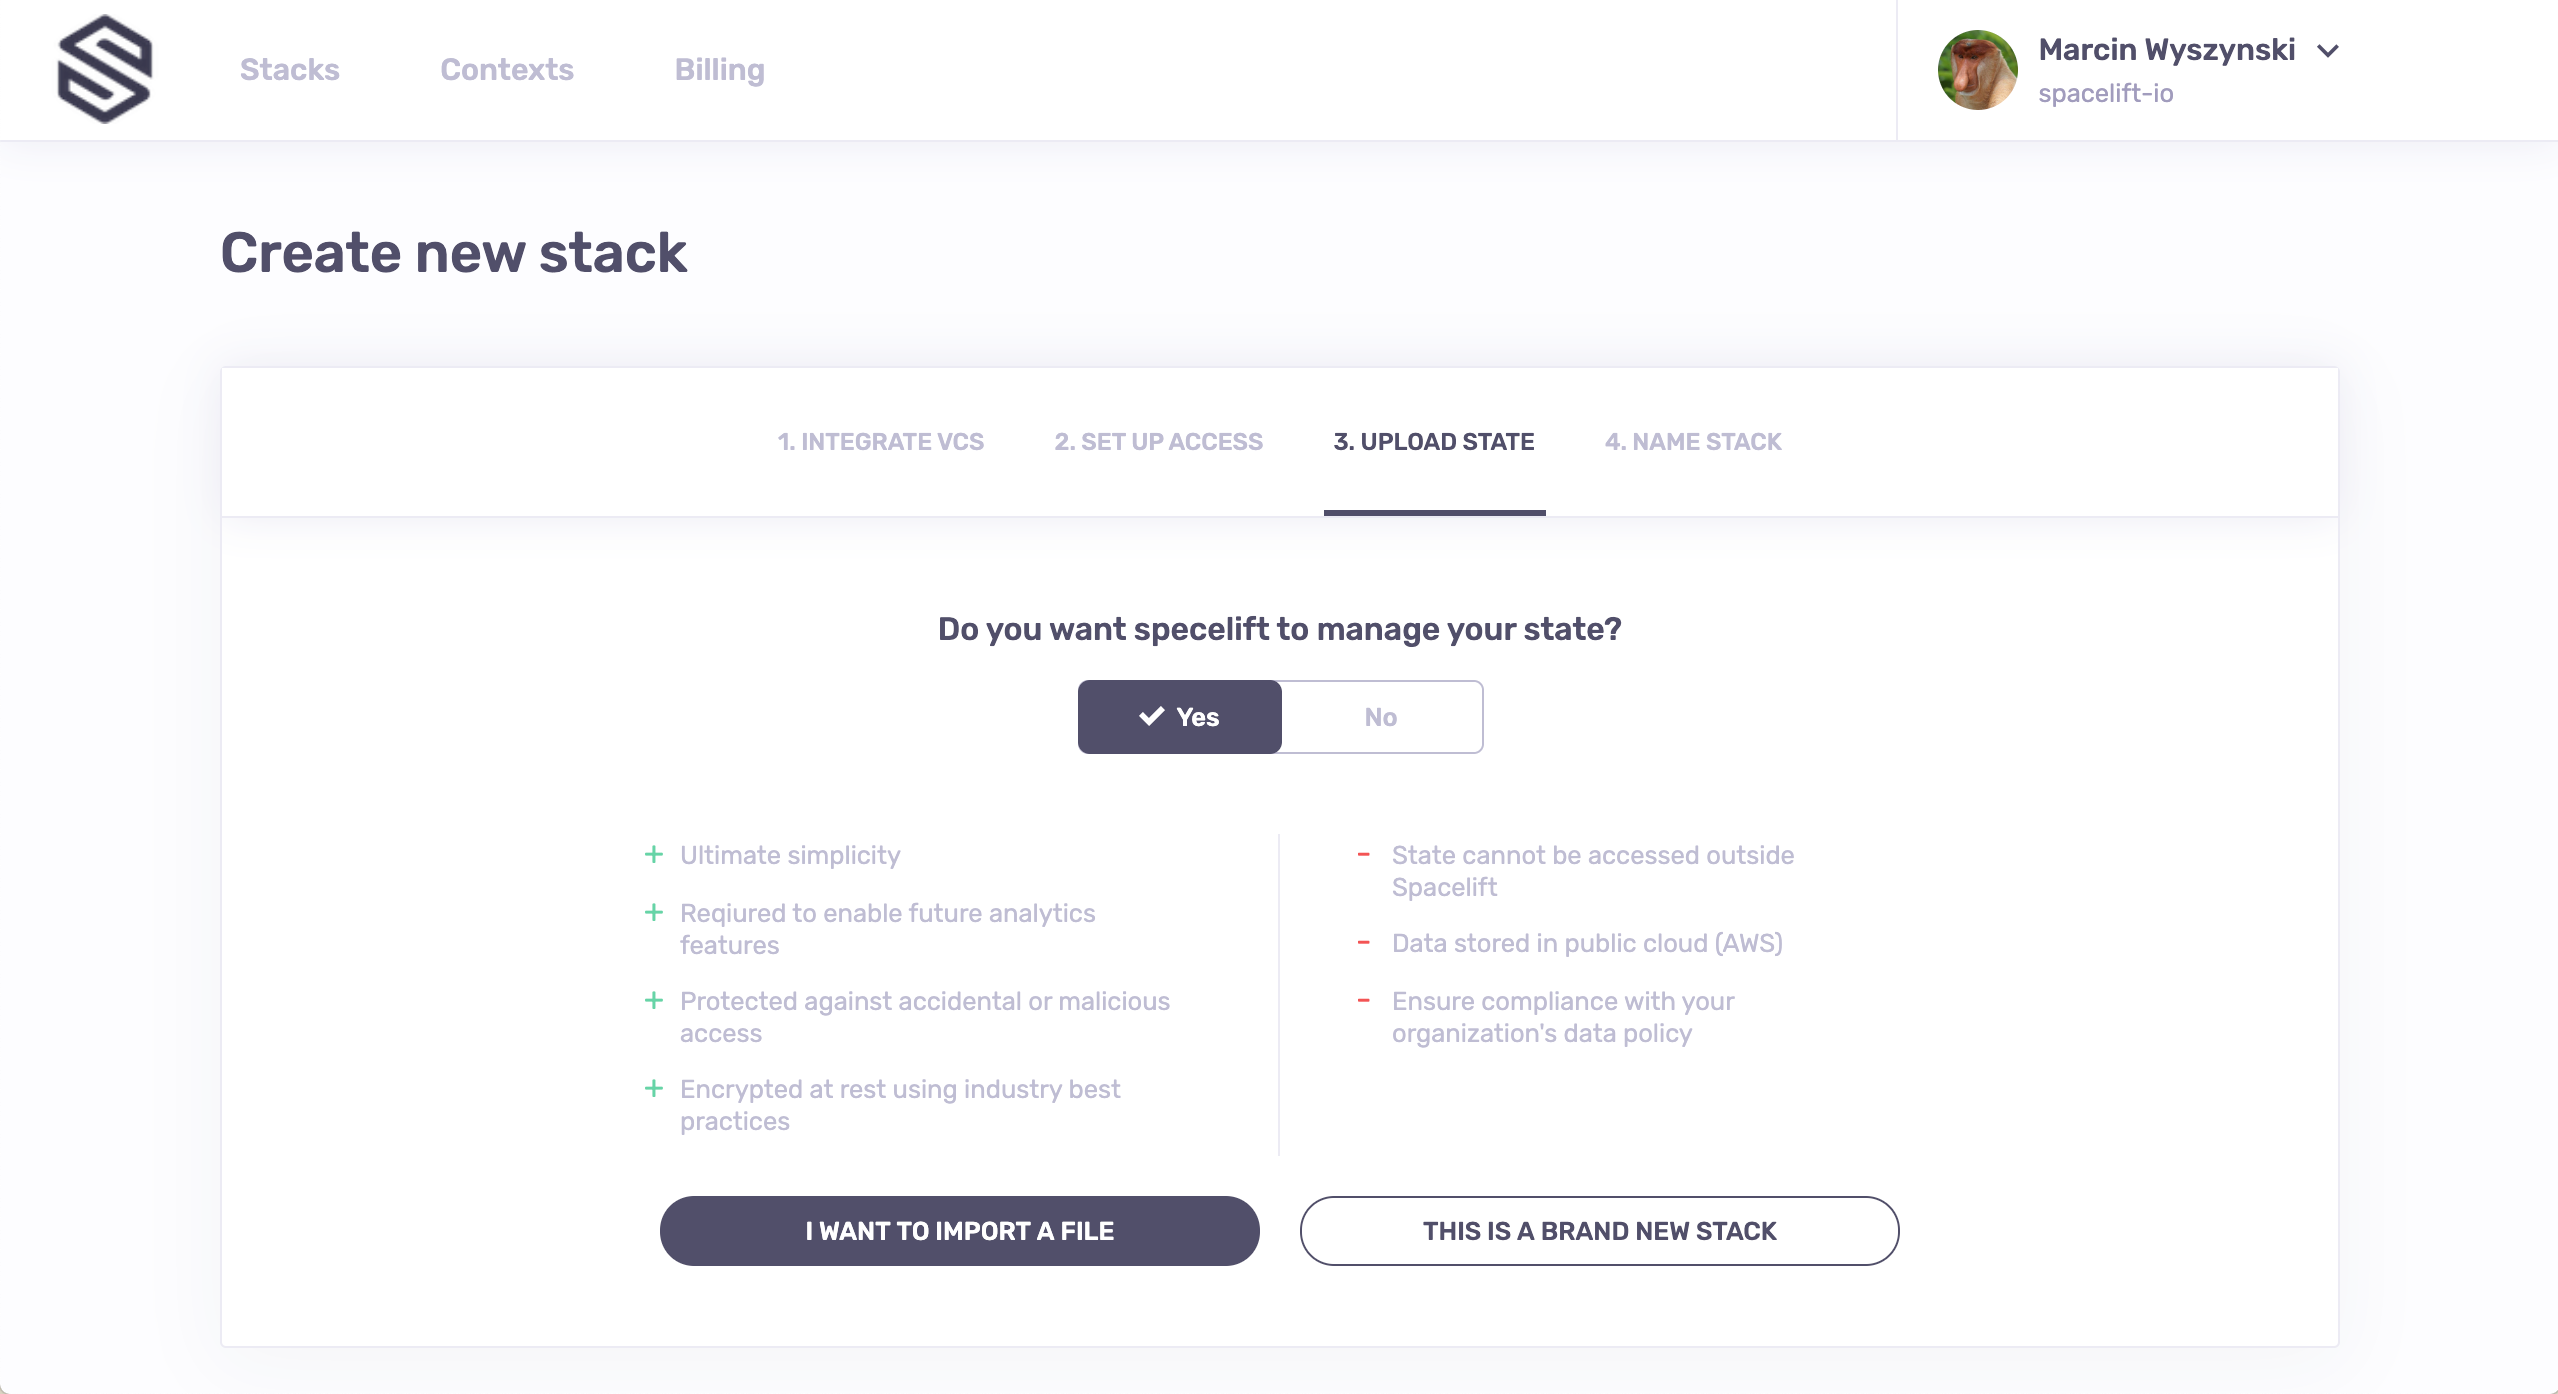 Stacks
Contexts
Billing
Marcin Wyszynski
spacelift-io
Create new stack
1. INTEGRATE VCS
2. SET UP ACCESS
3. UPLOAD STATE
4. NAME STACK
Do you want specelift to manage your state?
Yes
No
+ Ultimate simplicity
+ Reqiured to enable future analytics
features
+ Protected against accidental or malicious
access
+ Encrypted at rest using industry best
practices
- State cannot be accessed outside
Spacelift
- Data stored in public cloud (AWS)
- Ensure compliance with your
organization's data policy
I WANT TO IMPORT A FILE
THIS IS A BRAND NEW STACK